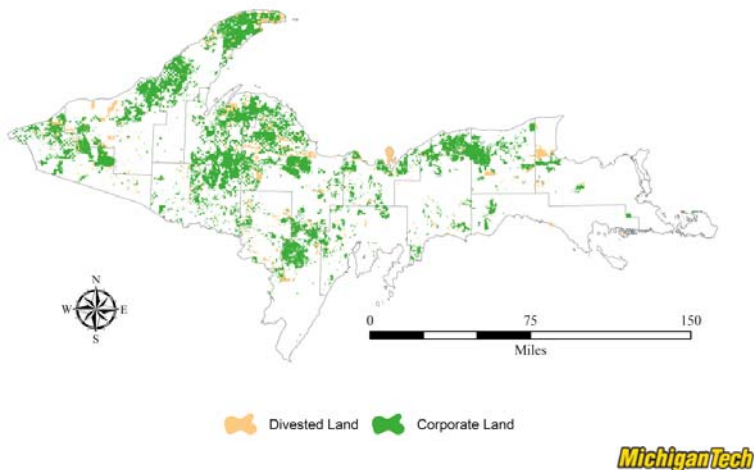 N
W E
S
0 75 150
Miles
Divested Land Corporate Land
MichiganTech